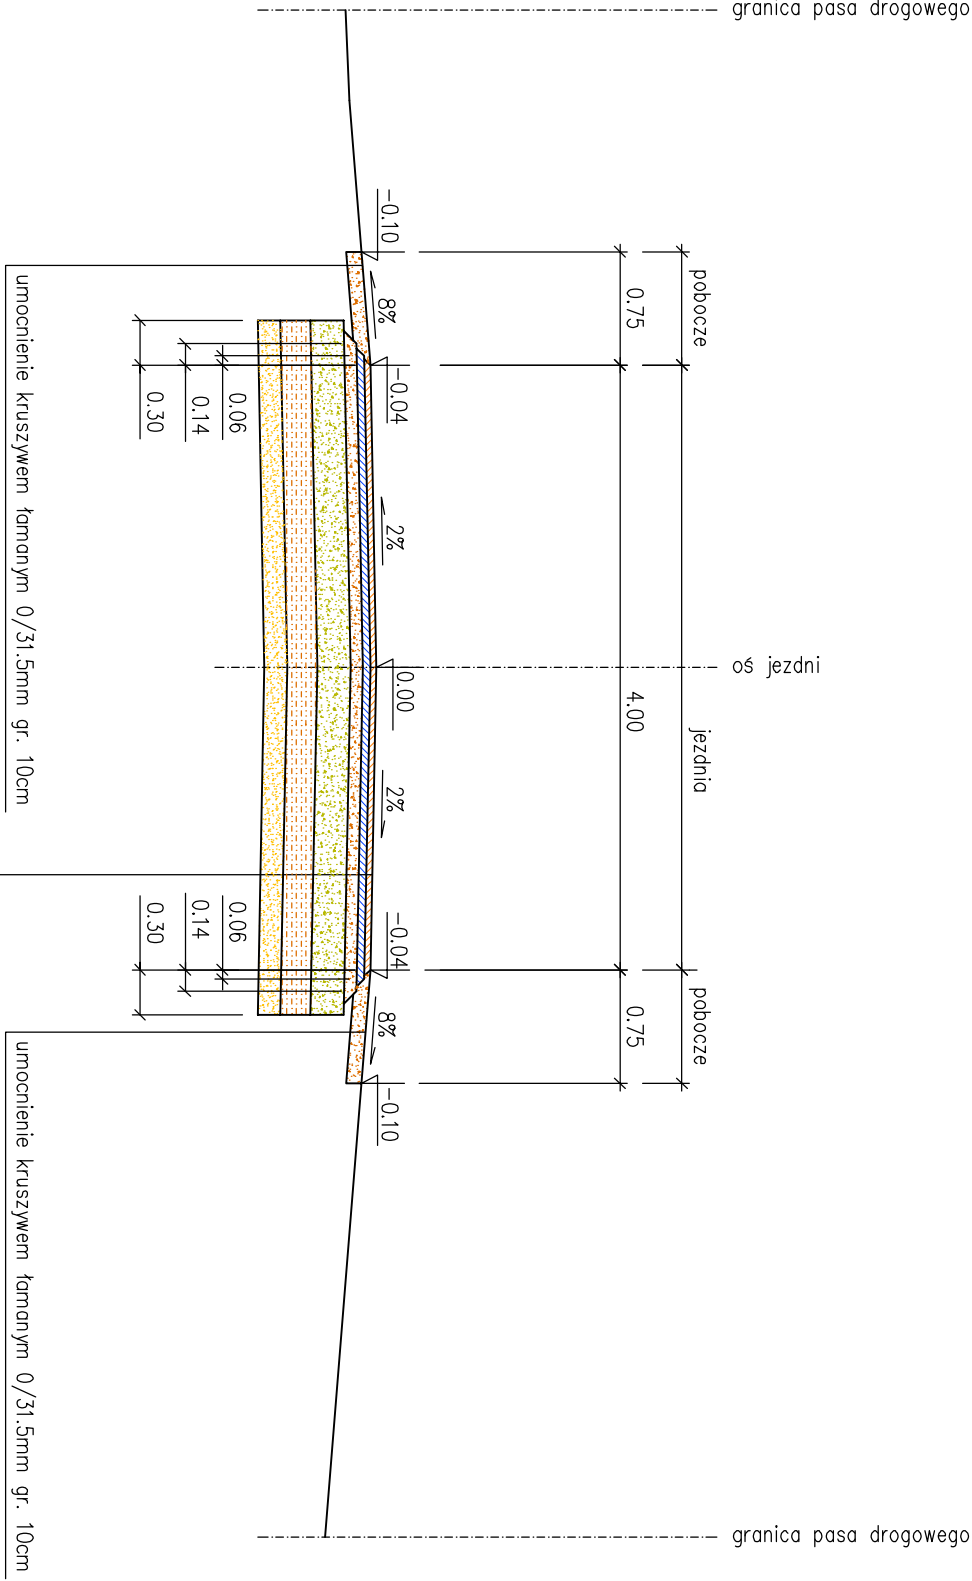 granica pasa drogowego
oś jezdni
granica pasa drogowego
pobocze
jezdnia
pobocze
0.75
4.00
0.75
-0.10
-0.04
0.00
-0.04
-0.10
8%
2%
2%
8%
0.06
0.14
0.30
0.06
0.14
0.30
umocnienie kruszywem łamanym 0/31.5mm gr. 10cm
umocnienie kruszywem łamanym 0/31.5mm gr. 10cm